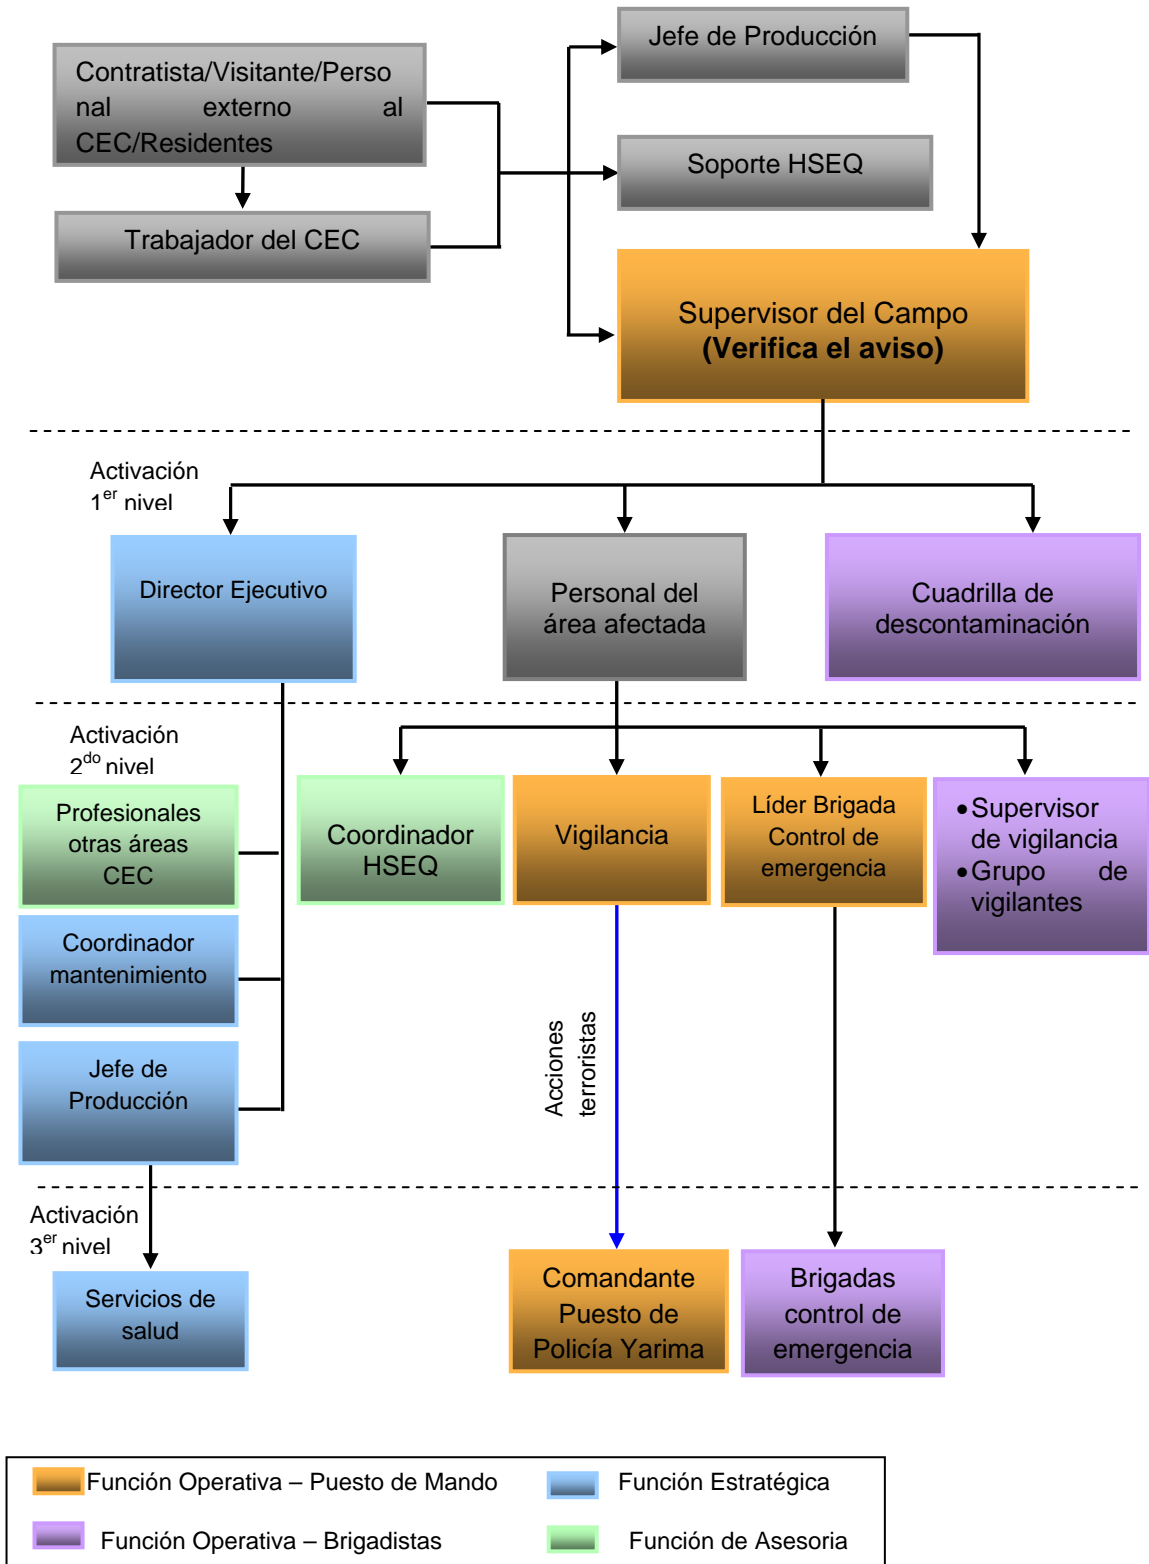 Jefe de Producción
Contratista/Visitante/Perso
nal externo al
CEC/Residentes
Soporte HSEQ
Trabajador del CEC
Supervisor del Campo
(Verifica el aviso)
Activación
1er nivel
Director Ejecutivo
Personal del
área afectada
Cuadrilla de
descontaminación
Activación
2do nivel
Profesionales
otras áreas
CEC
Coordinador
HSEQ
Vigilancia
Líder Brigada
Control de
emergencia
•Supervisor
de vigilancia
•Grupo de
vigilantes
Coordinador
mantenimiento
Jefe de
Producción
Acciones
terroristas
Activación
3er nivel
Servicios de
salud
Comandante
Puesto de
Policía Yarima
Brigadas
control de
emergencia
Función Operativa – Puesto de Mando
Función Estratégica
Función Operativa – Brigadistas
Función de Asesoria